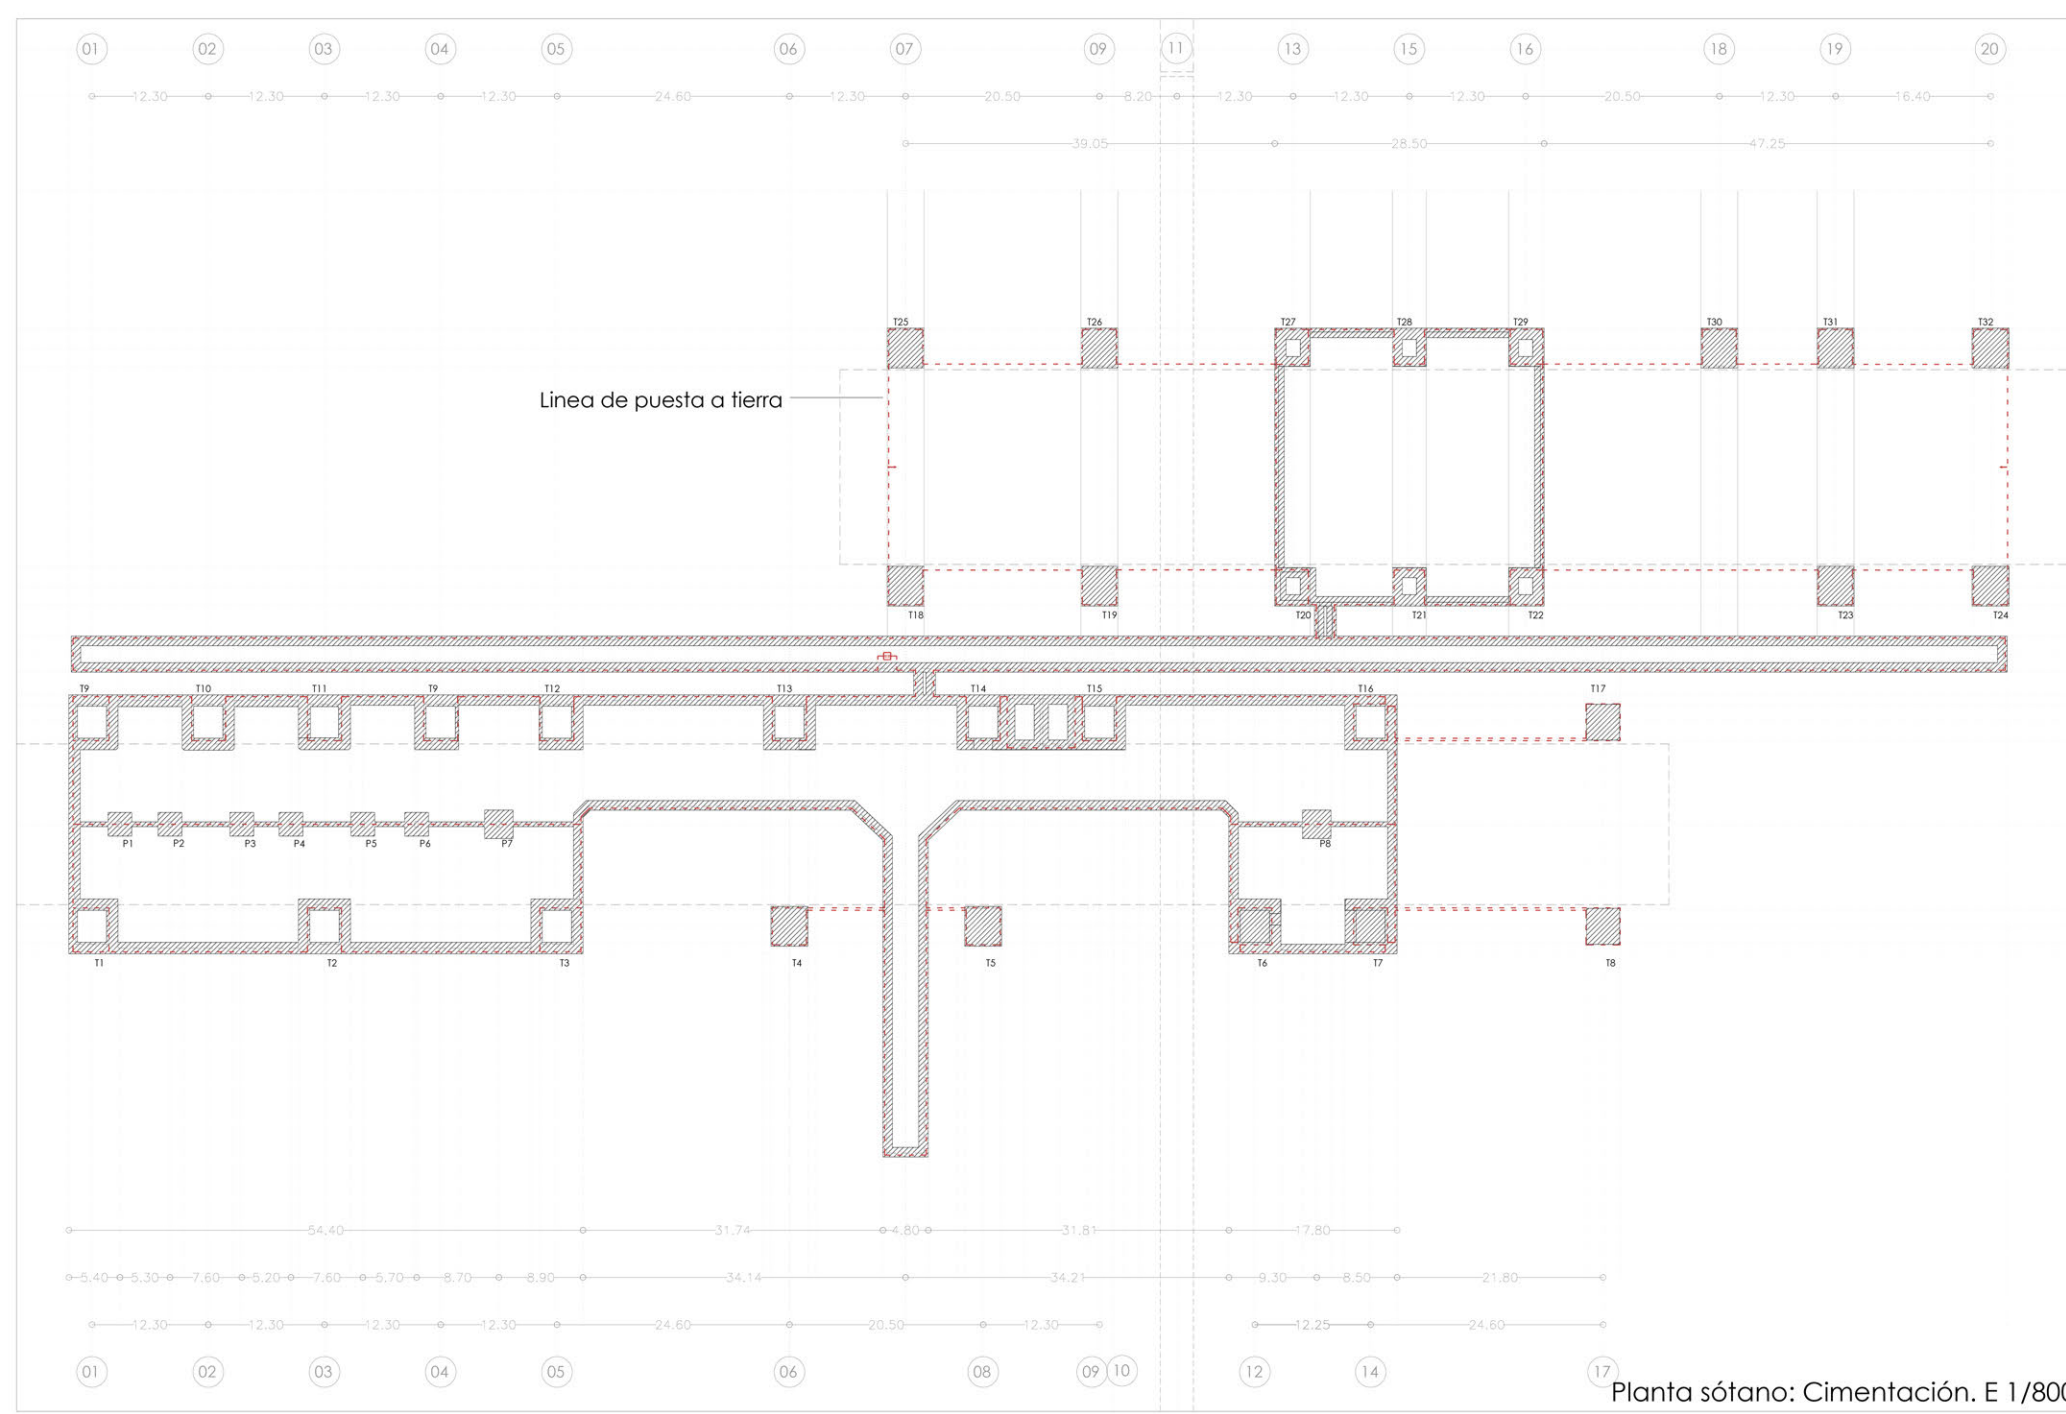 01 02 03 04 05 06 07 09 11 13 15 16 18 19 20
12.30 12.30 12.30 12.30 24.60 12.30 20.50 8.20 12.30 12.30 12.30 20.50 12.30 16.40
39.05 28.50 47.25
T25 T26 T27 T28 T29 T30 T31 T32
Linea de puesta a tierra
T18 T19 T20 T21 T22 T23 T24
T9 T10 T11 T9 T12 T13 T14 T15 T16 T17
P1 P2 P3 P4 P5 P6 P7 P8
T1 T2 T3 T4 T5 T6 T7 T8
54.40 31.74 4.80 31.81 17.80
5.40 5.30 7.60 5.20 7.60 5.70 8.70 8.90 34.14 34.21 9.30 8.50 21.80
12.30 12.30 12.30 12.30 24.60 20.50 12.30 12.25 24.60
01 02 03 04 05 06 08 09 10 12 14 17
Planta sótano: Cimentación. E 1/800